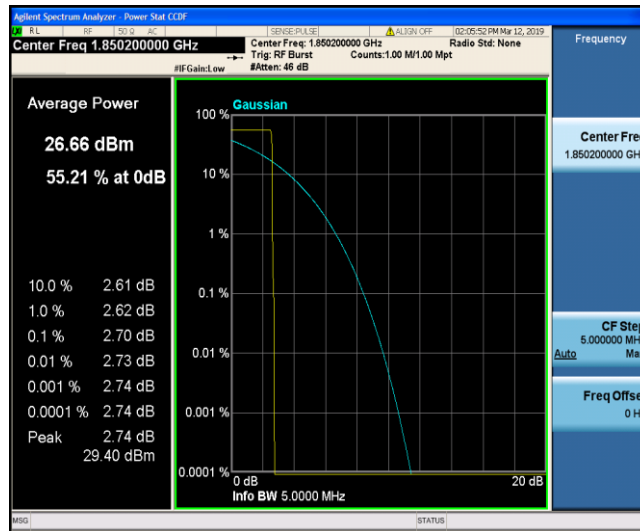 Agilent Spectrum Analyzer - Power Stat CCDF
RL RF 50 Ω AC SENSE:PULSE ALIGN OFF 02:05:52 PM Mar 12, 2019
Center Freq 1.850200000 GHz
Center Freq: 1.850200000 GHz Radio Std: None
Trig: RF Burst Counts:1.00 M/1.00 Mpt
#IFGain:Low #Atten: 46 dB
Frequency
Average Power
26.66 dBm
55.21 % at 0dB
10.0 % 2.61 dB
1.0 % 2.62 dB
0.1 % 2.70 dB
0.01 % 2.73 dB
0.001 % 2.74 dB
0.0001 % 2.74 dB
Peak 2.74 dB
29.40 dBm
Gaussian
100 %
10 %
1 %
0.1 %
0.01 %
0.001 %
0.0001 %
0 dB 20 dB
Info BW 5.0000 MHz
Center Fre
1.850200000 GH
CF Step
5.000000 MH
Auto Ma
Freq Offse
0 H
MSG STATUS